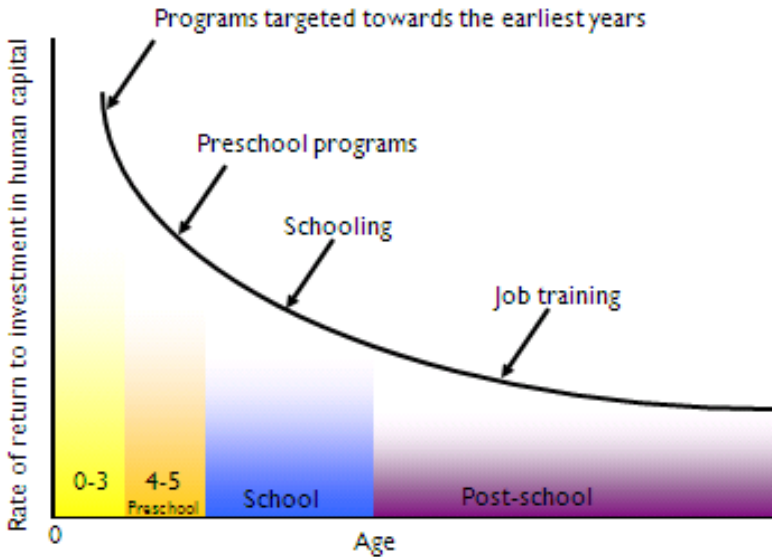 Programs targeted towards the earliest years
Rate of return to investment in human capital
Preschool programs
Schooling
Job training
0-3
4-5
Preschool
School
Post-school
0
Age